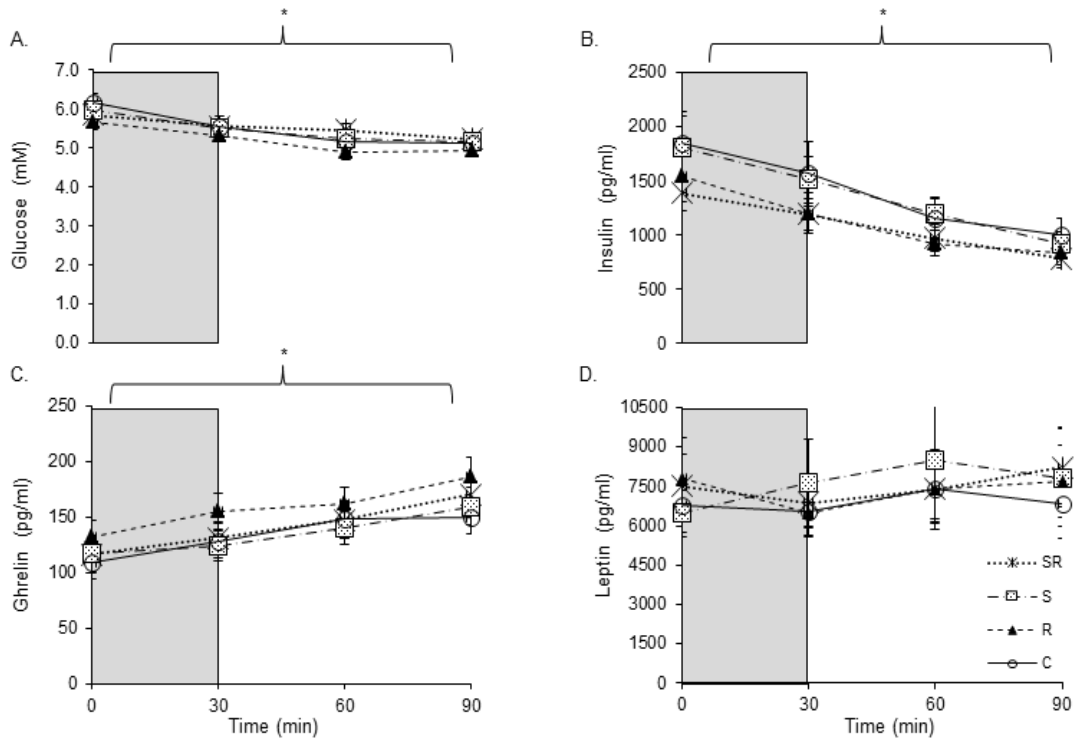 *
A.
7.0
6.0
5.0
4.0
3.0
2.0
1.0
0.0
Glucose (mM)
*
B.
2500
2000
1500
1000
500
0
Insulin (pg/ml)
*
C.
250
200
150
100
50
0
Ghrelin (pg/ml)
0 30 60 90
Time (min)
D.
10500
9000
7500
6000
4500
3000
1500
0
Leptin (pg/ml)
SR
S
R
C
0 30 60 90
Time (min)